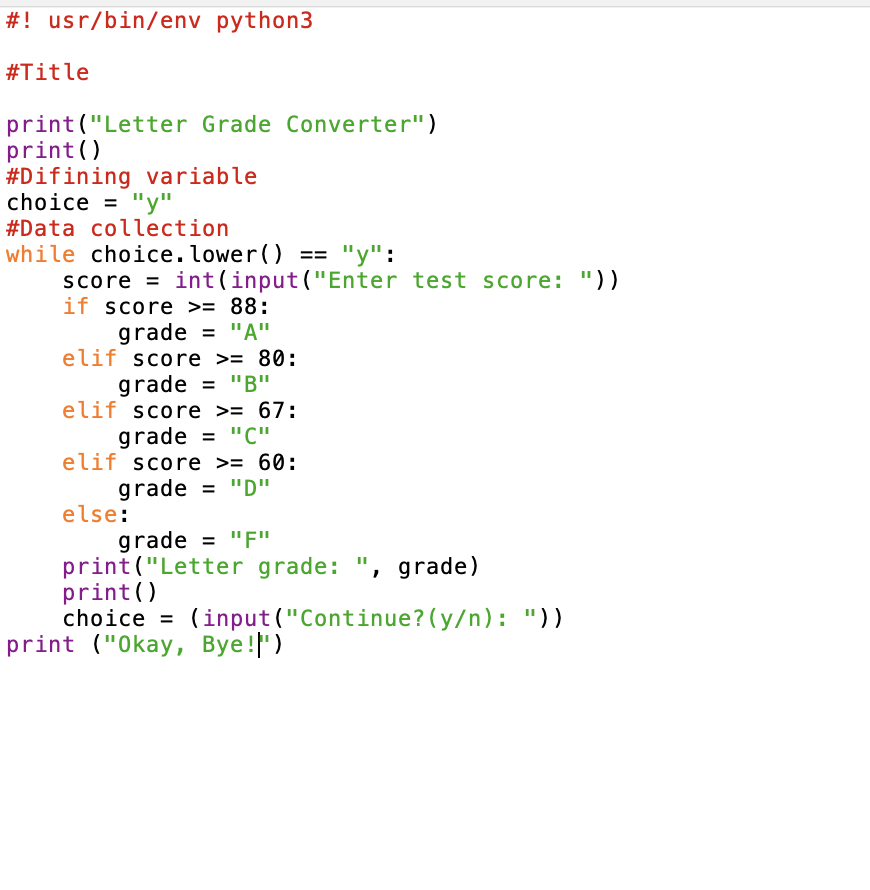 #! usr/bin/env python3
#Title
print("Letter Grade Converter")
print()
#Difining variable
choice = "y"
#Data collection
while choice.lower() == "y":
    score = int(input("Enter test score: "))
    if score >= 88:
        grade = "A"
    elif score >= 80:
        grade = "B"
    elif score >= 67:
        grade = "C"
    elif score >= 60:
        grade = "D"
    else:
        grade = "F"
    print("Letter grade: ", grade)
    print()
    choice = (input("Continue?(y/n): "))
print ("Okay, Bye!")